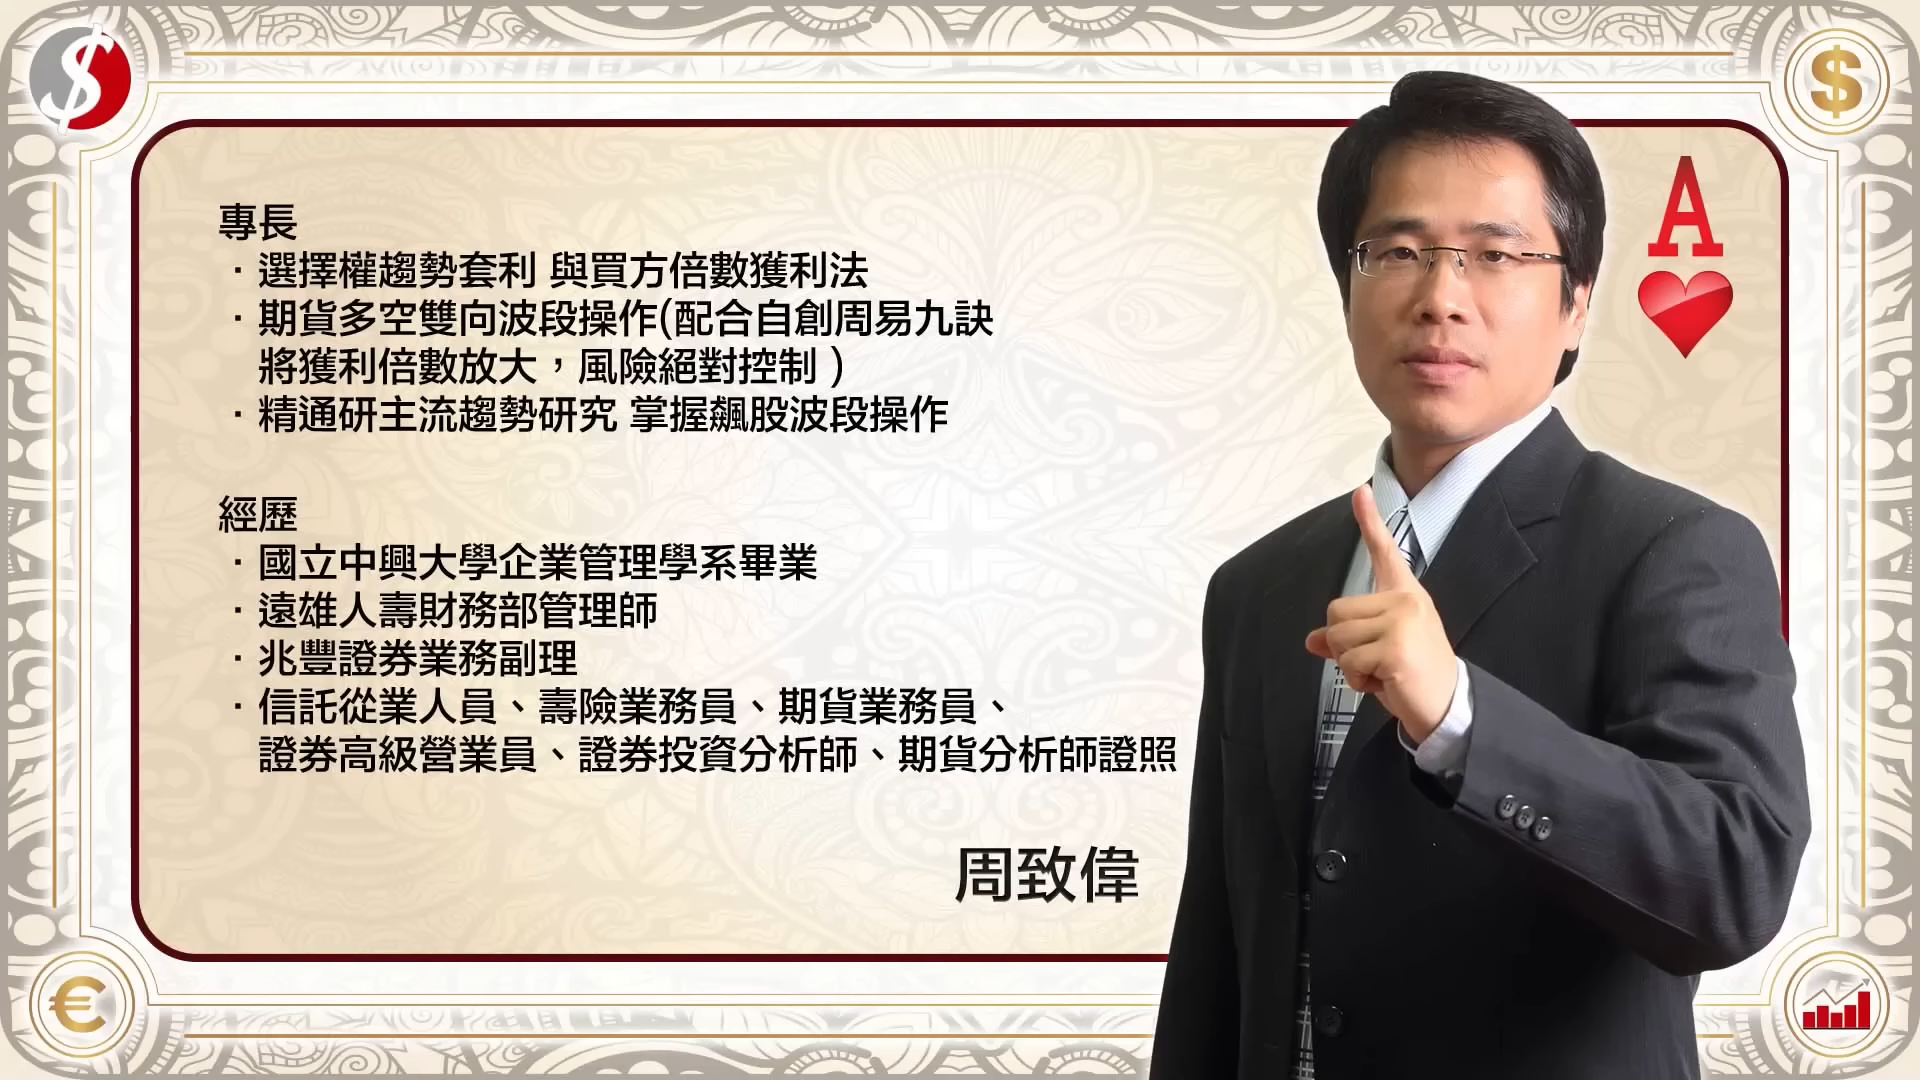 專長
·選擇權趨勢套利 與買方倍數獲利法
·期貨多空雙向波段操作(配合自創周易九訣
將獲利倍數放大，風險絕對控制)
·精通研主流趨勢研究 掌握飆股波段操作
經歷
·國立中興大學企業管理學系畢業
·遠雄人壽財務部管理師
·兆豐證券業務副理
·信託從業人員、壽險業務員、期貨業務員、
證券高級營業員、證券投資分析師、期貨分析師證照
周致偉
A
$
$
€